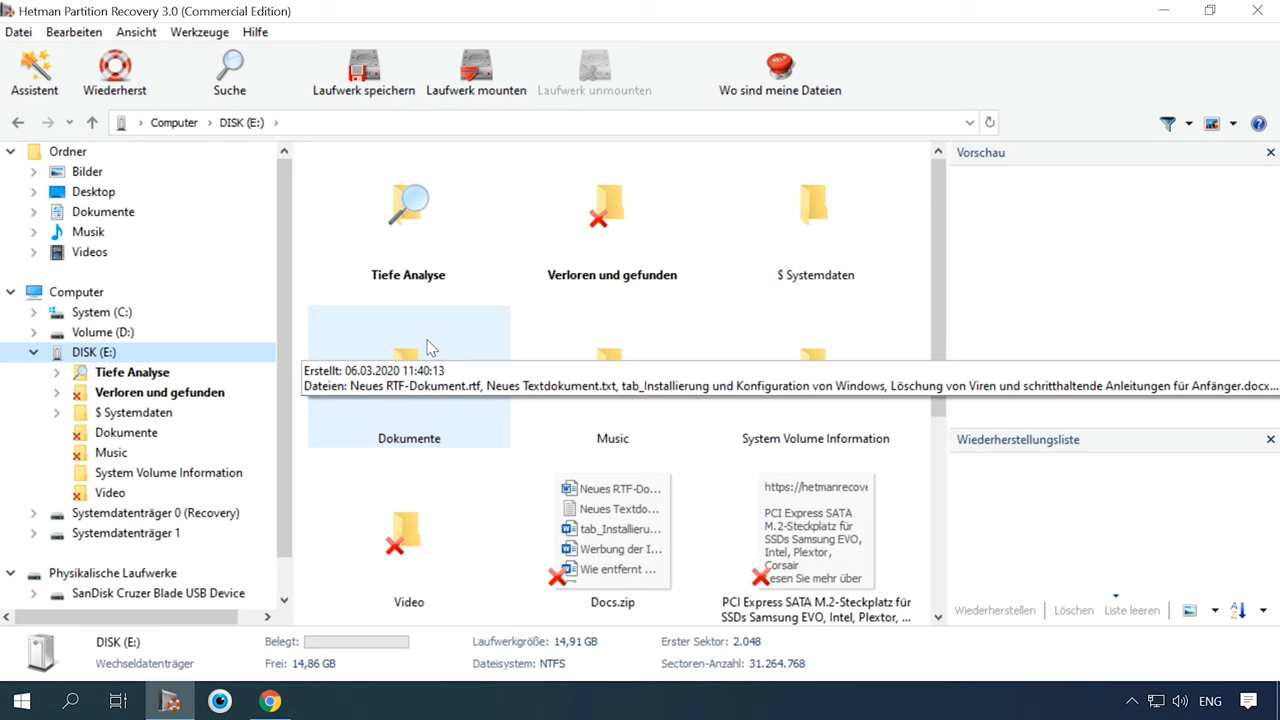 Hetman Partition Recovery 3.0 (Commercial Edition)
Datei Bearbeiten Ansicht Werkzeuge Hilfe
Assistent Wiederherst Suche Laufwerk speichern Laufwerk mounten Laufwerk unmounten Wo sind meine Dateien
Computer DISK (E:)
Ordner
Bilder
Desktop
Dokumente
Musik
Videos
Computer
System (C:)
Volume (D:)
DISK (E:)
Tiefe Analyse
Verloren und gefunden
$ Systemdaten
Dokumente
Music
System Volume Information
Video
Systemdatenträger 0 (Recovery)
Systemdatenträger 1
Physikalische Laufwerke
SanDisk Cruzer Blade USB Device
Tiefe Analyse Verloren und gefunden $ Systemdaten
Erstellt: 06.03.2020 11:40:13
Dateien: Neues RTF-Dokument.rtf, Neues Textdokument.txt, tab_Installierung und Konfiguration von Windows, Löschung von Viren und schritthaltende Anleitungen für Anfänger.docx...
Dokumente Music System Volume Information
Neues RTF-Do...
Neues Textdo...
tab_Installieru...
Werbung der I...
Wie entfernt ...
https://hetmanrecove
PCI Express SATA
M.2-Steckplatz für
SSDs Samsung EVO,
Intel, Plextor,
Corsair
esen Sie mehr über
Video Docs.zip PCI Express SATA M.2-Steckplatz für
SSDs Samsung EVO, Intel, Plextor, ...
Vorschau
Wiederherstellungsliste
Wiederherstellen Löschen Liste leeren
DISK (E:) Belegt: Laufwerkgröße: 14,91 GB Erster Sektor: 2.048
Wechseldatenträger Frei: 14,86 GB Dateisystem: NTFS Sectoren-Anzahl: 31.264.768
ENG